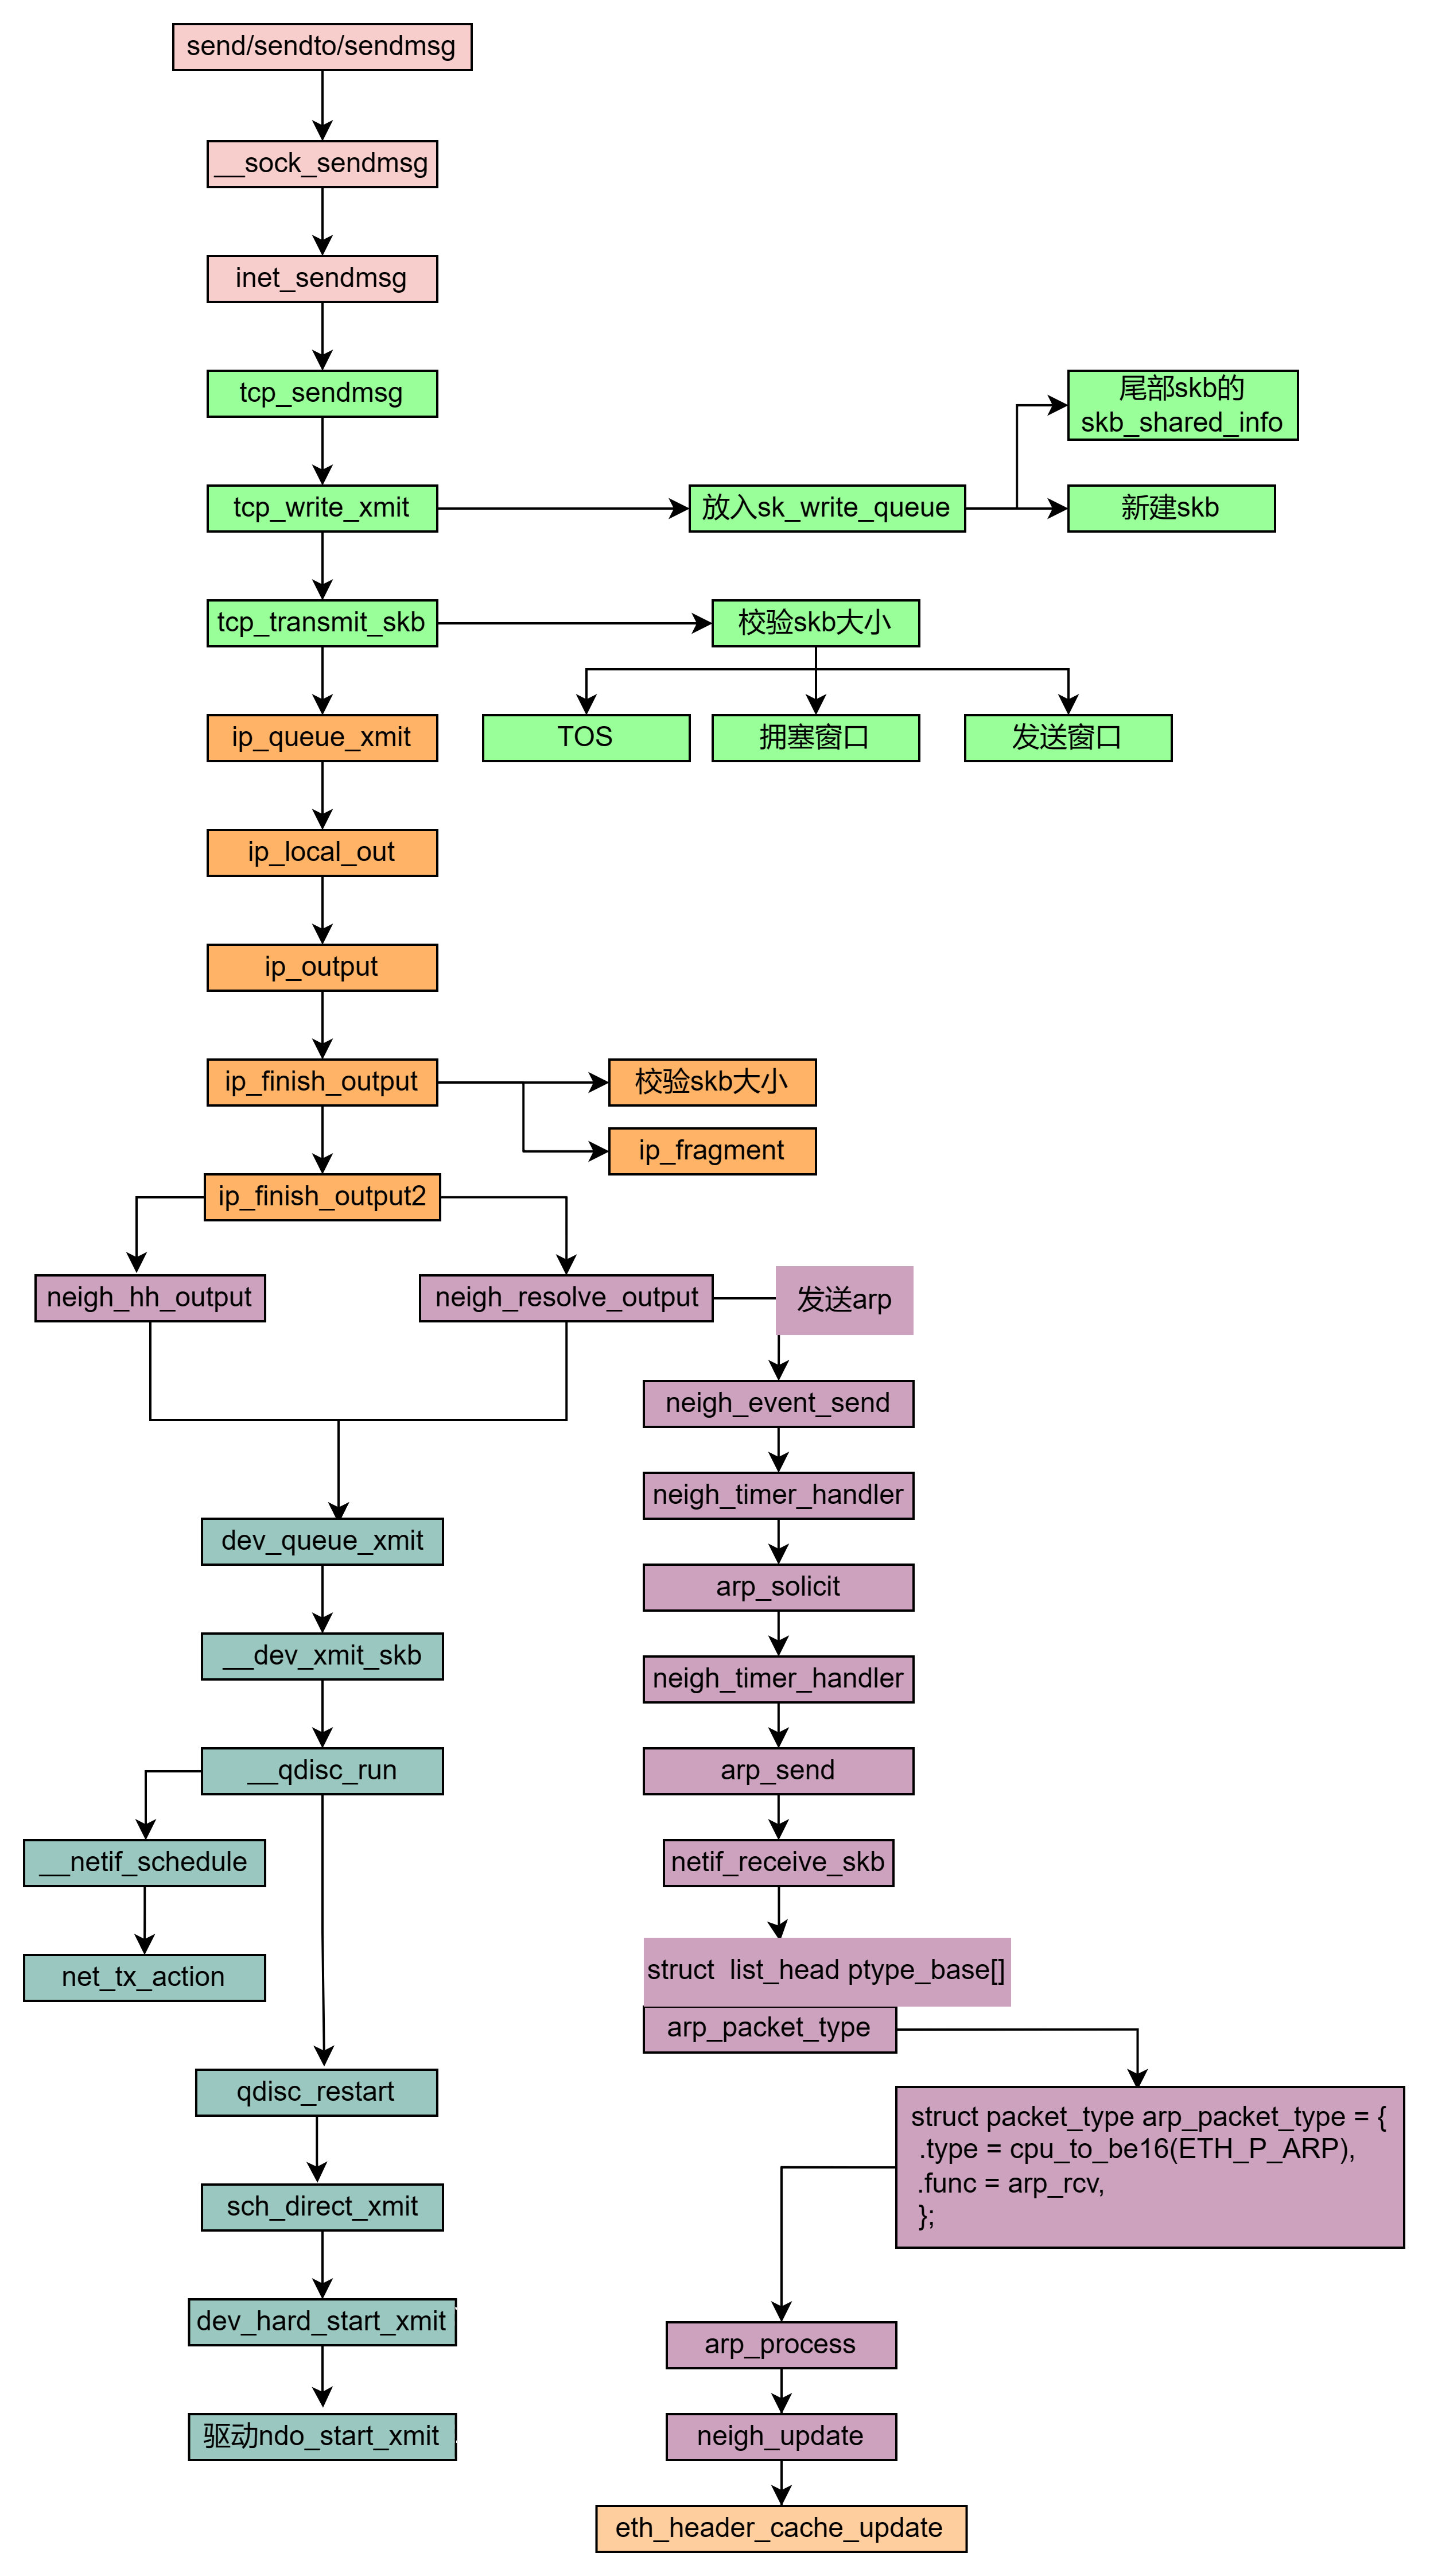 send/sendto/sendmsg
__sock_sendmsg
inet_sendmsg
tcp_sendmsg
尾部skb的
skb_shared_info
tcp_write_xmit
放入sk_write_queue
新建skb
tcp_transmit_skb
校验skb大小
ip_queue_xmit
TOS
拥塞窗口
发送窗口
ip_local_out
ip_output
ip_finish_output
校验skb大小
ip_fragment
ip_finish_output2
neigh_hh_output
neigh_resolve_output
发送arp
neigh_event_send
neigh_timer_handler
dev_queue_xmit
arp_solicit
__dev_xmit_skb
neigh_timer_handler
__qdisc_run
arp_send
__netif_schedule
netif_receive_skb
net_tx_action
struct  list_head ptype_base[]
arp_packet_type
qdisc_restart
struct packet_type arp_packet_type = {
.type = cpu_to_be16(ETH_P_ARP),
.func = arp_rcv,
};
sch_direct_xmit
dev_hard_start_xmit
arp_process
驱动ndo_start_xmit
neigh_update
eth_header_cache_update